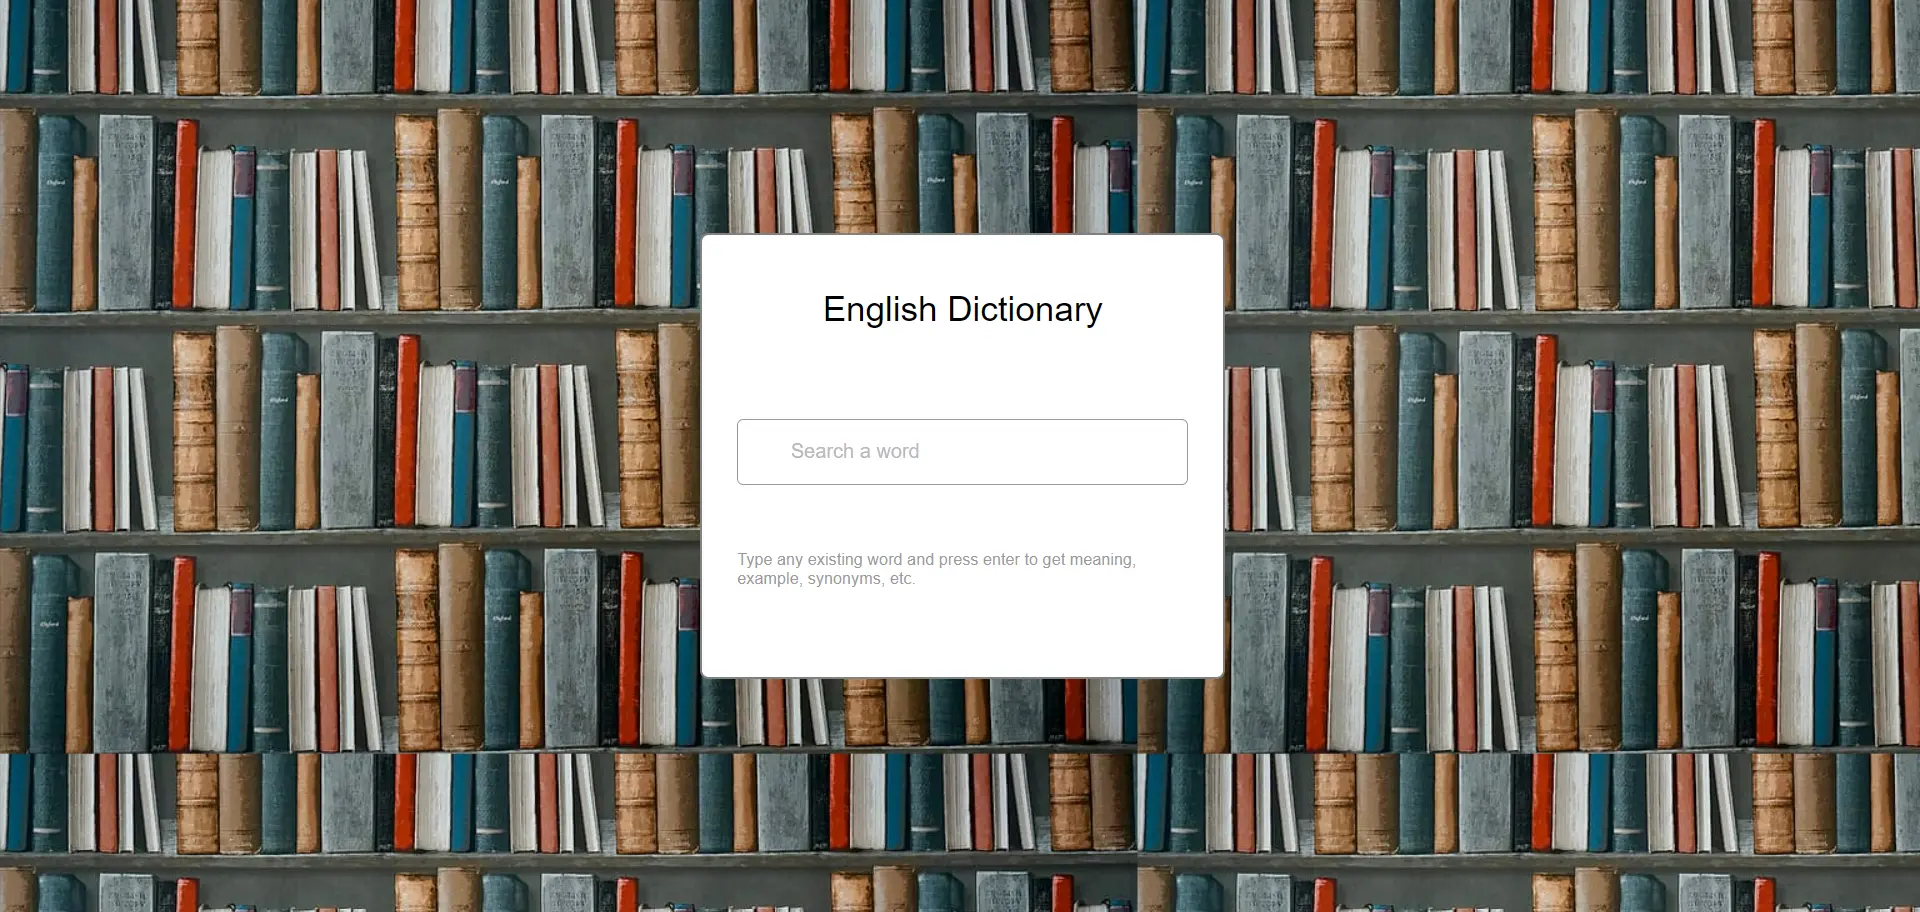 English Dictionary
Search a word
Type any existing word and press enter to get meaning,
example, synonyms, etc.